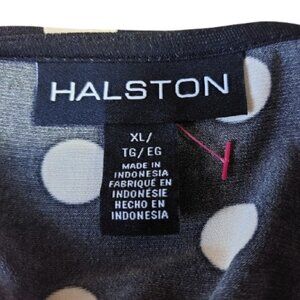 HALSTON
XL/
TG/EG
MADE IN
INDONESIA
FABRIQUÉ EN
INDONÉSIE
HECHO EN
INDONESIA